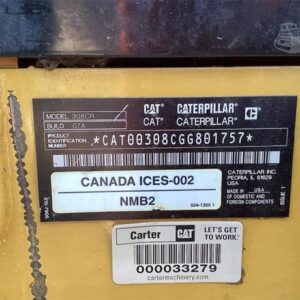 MODEL 308CR
BUILD 07A
CAT® CATERPILLAR®
CAT® CATERPILLAR® C
PRODUCT
IDENTIFICATION
NUMBER
*CAT00308CGG801757*
CATERPILLAR INC.
PEORIA, IL 61629
USA
MADE IN USA
OF DOMESTIC AND
FOREIGN COMPONENTS
ISSUE 1
CANADA ICES-002
NMB2
504-1365 1
Carter CAT
LET'S GET
TO WORK.
000033279
cartermachinery.com